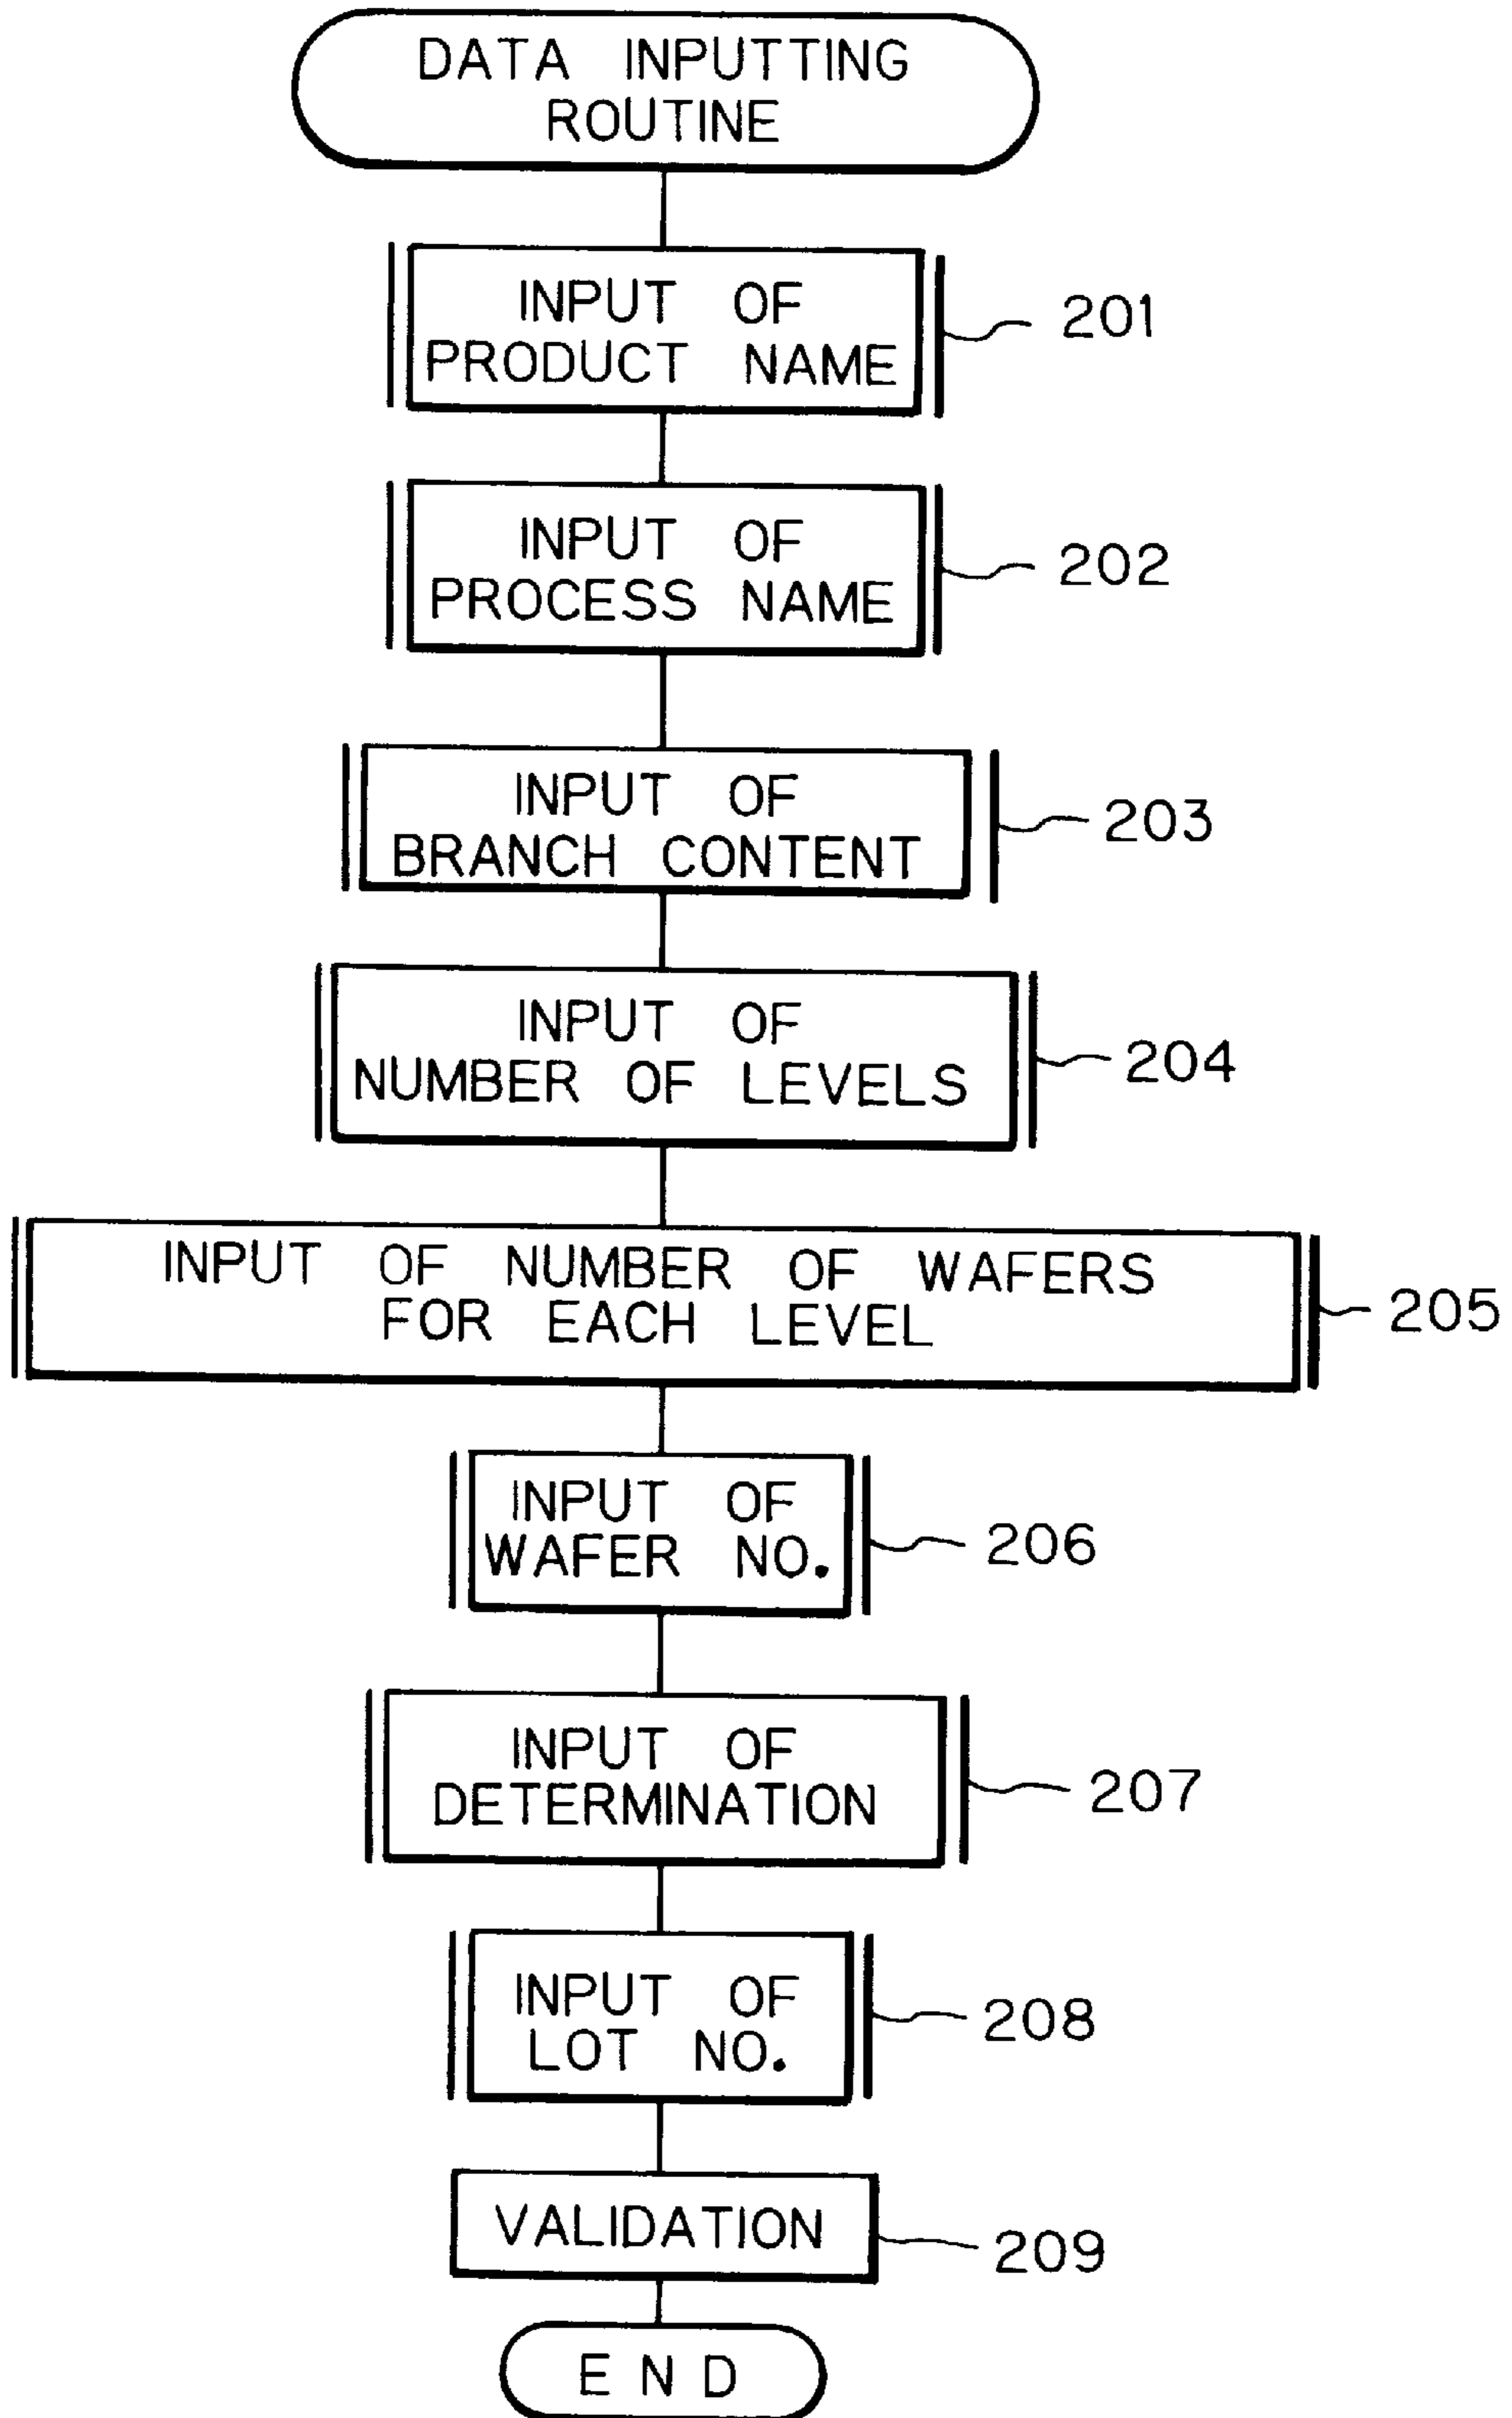 DATA INPUTTING
ROUTINE
INPUT OF
PRODUCT NAME
201
INPUT OF
PROCESS NAME
202
INPUT OF
BRANCH CONTENT
203
INPUT OF
NUMBER OF LEVELS
204
INPUT OF NUMBER OF WAFERS
FOR EACH LEVEL
205
INPUT OF
WAFER NO.
206
INPUT OF
DETERMINATION
207
INPUT OF
LOT NO.
208
VALIDATION
209
END